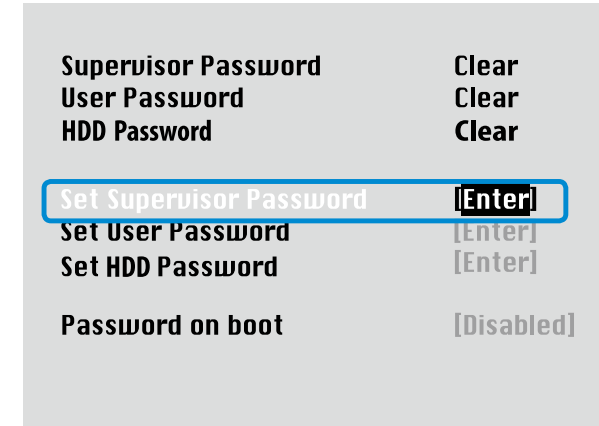 Supervisor Password Clear
User Password Clear
HDD Password Clear
Set Supervisor Password [Enter]
Set User Password [Enter]
Set HDD Password [Enter]
Password on boot [Disabled]